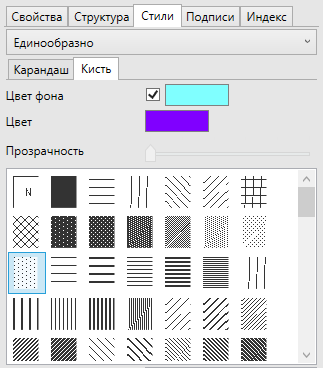 Свойства Структура Стили Подписи Индекс
Единообразно
Карандаш Кисть
Цвет фона
Цвет
Прозрачность
N